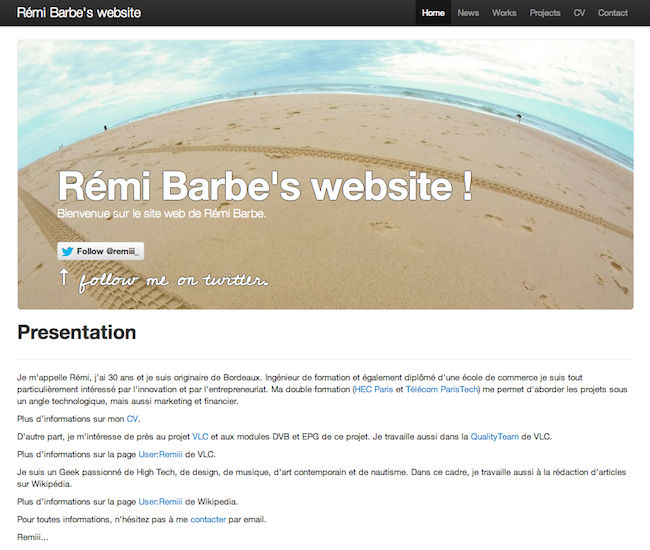 Rémi Barbe's website
Home News Works Projects CV Contact
Rémi Barbe's website !
Bienvenue sur le site web de Rémi Barbe.
Follow @remiii_
↑ follow me on twitter.
Presentation
Je m'appelle Rémi, j'ai 30 ans et je suis originaire de Bordeaux. Ingénieur de formation et également diplômé d'une école de commerce je suis tout
particulièrement intéressé par l'innovation et par l'entrepreneuriat. Ma double formation (HEC Paris et Télécom ParisTech) me permet d'aborder les projets sous
un angle technologique, mais aussi marketing et financier.
Plus d'informations sur mon CV.
D'autre part, je m'intéresse de près au projet VLC et aux modules DVB et EPG de ce projet. Je travaille aussi dans la QualityTeam de VLC.
Plus d'informations sur la page User:Remiii de VLC.
Je suis un Geek passionné de High Tech, de design, de musique, d'art contemporain et de nautisme. Dans ce cadre, je travaille aussi à la rédaction d'articles
sur Wikipédia.
Plus d'informations sur la page User:Remiii de Wikipedia.
Pour toutes informations, n'hésitez pas à me contacter par email.
Remiii...